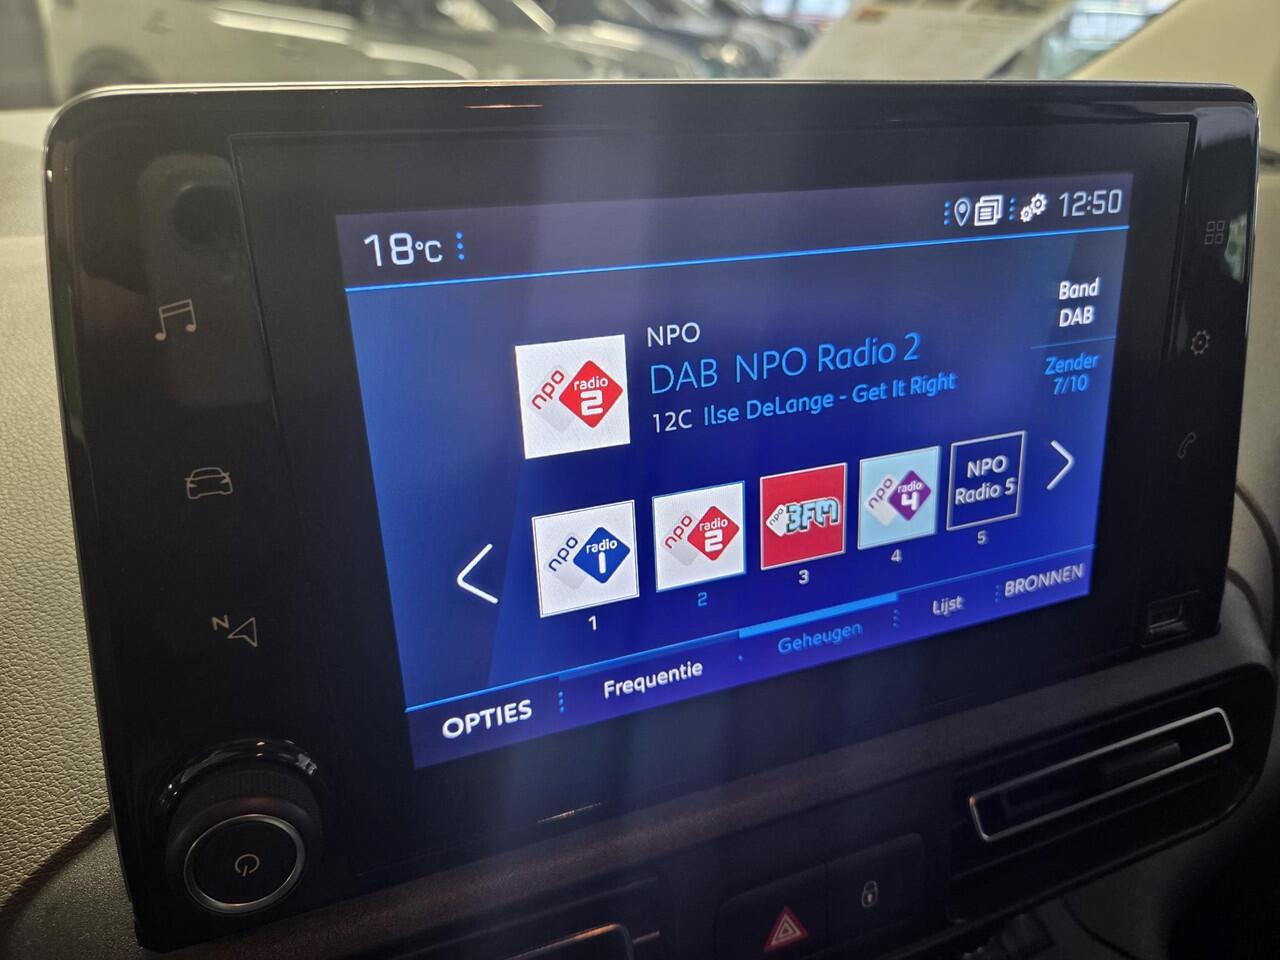 18°C
12:50
Band
DAB
Zender
7/10
NPO
DAB NPO Radio 2
12C Ilse DeLange - Get It Right
npo radio 2
npo radio 1
npo radio 2
npo 3FM
npo radio 4
NPO
Radio 5
1
2
3
4
5
OPTIES
Frequentie
Geheugen
Lijst
BRONNEN
N